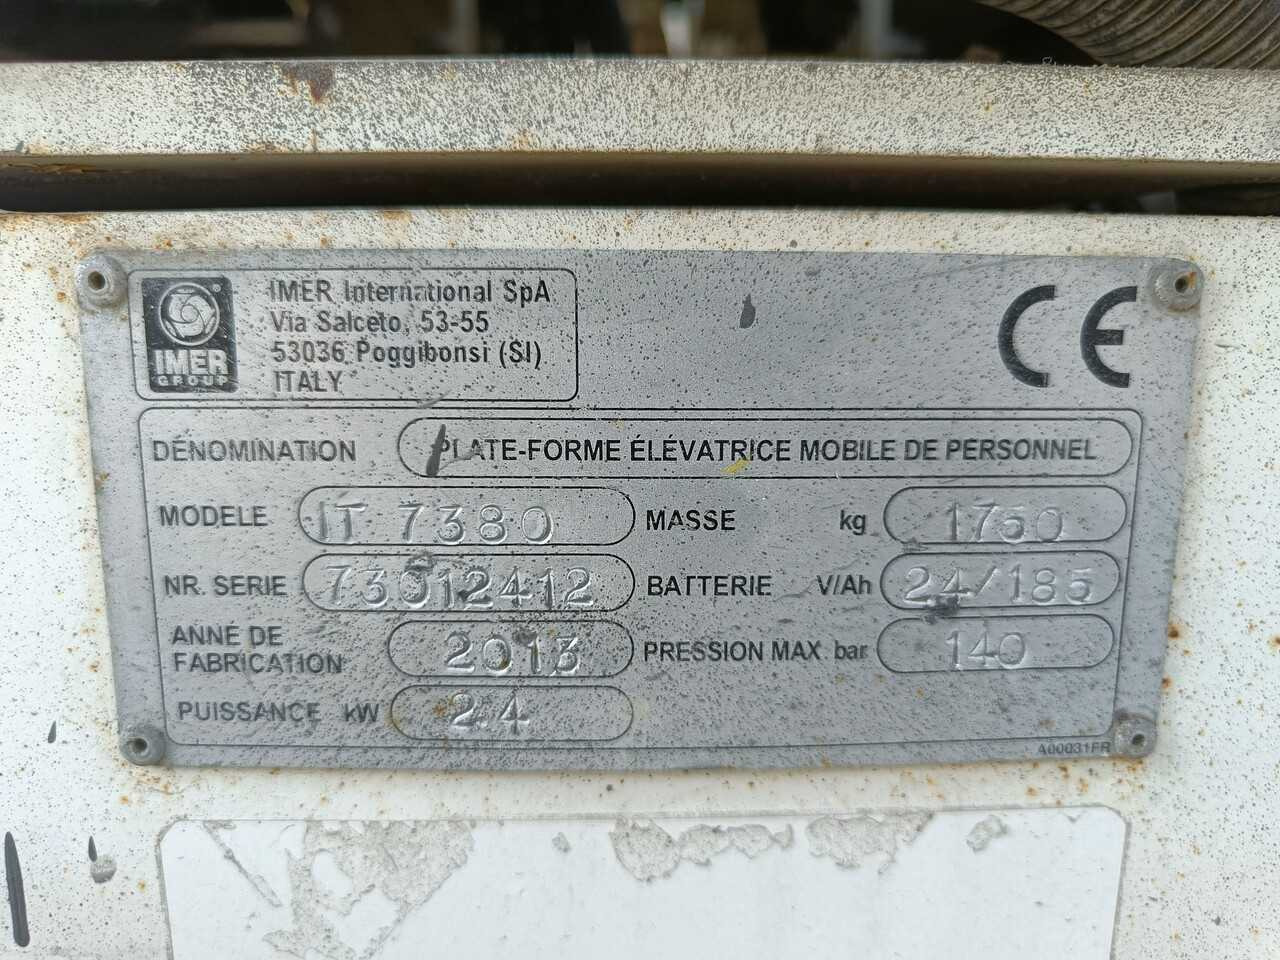 IMER
GROUP
IMER International SpA
Via Salceto, 53-55
53036 Poggibonsi (SI)
ITALY
CE
DÉNOMINATION PLATE-FORME ÉLÉVATRICE MOBILE DE PERSONNEL
MODELE IT 7380 MASSE kg 1750
NR. SERIE 73012412 BATTERIE V/Ah 24/185
ANNÉ DE
FABRICATION 2013 PRESSION MAX bar 140
PUISSANCE kW 2.4
A00031FR